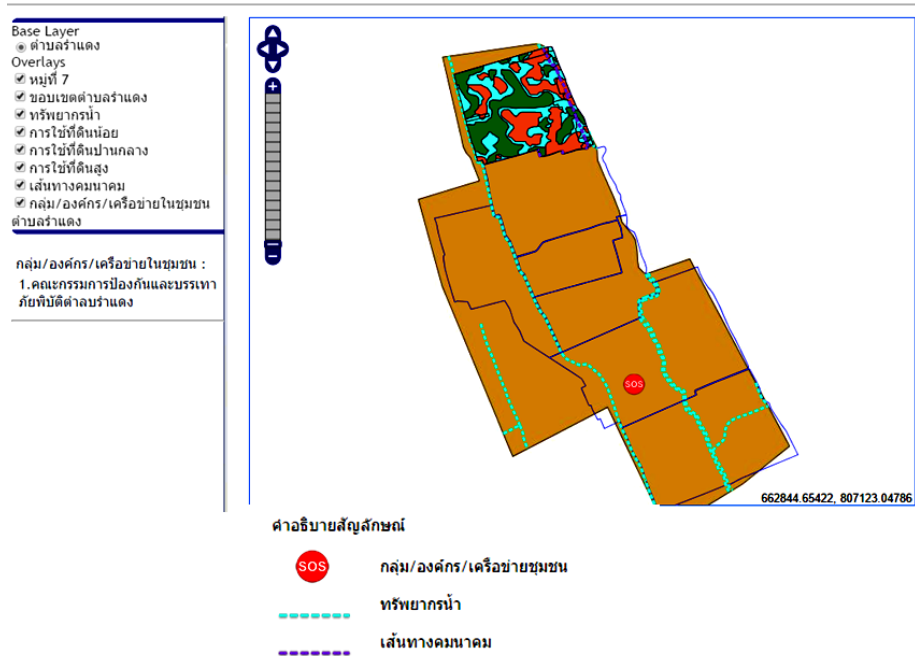 Base Layer
ตำบลรำแดง
Overlays
หมู่ที่ 7
ขอบเขตตำบลรำแดง
ทรัพยากรน้ำ
การใช้ที่ดินน้อย
การใช้ที่ดินปานกลาง
การใช้ที่ดินสูง
เส้นทางคมนาคม
กลุ่ม/องค์กร/เครือข่ายในชุมชน
ตำบลรำแดง
กลุ่ม/องค์กร/เครือข่ายในชุมชน :
1.คณะกรรมการป้องกันและบรรเทา
ภัยพิบัติตำลบรำแดง
SOS
662844.65422, 807123.04786
คำอธิบายสัญลักษณ์
SOS กลุ่ม/องค์กร/เครือข่ายชุมชน
ทรัพยากรน้ำ
เส้นทางคมนาคม